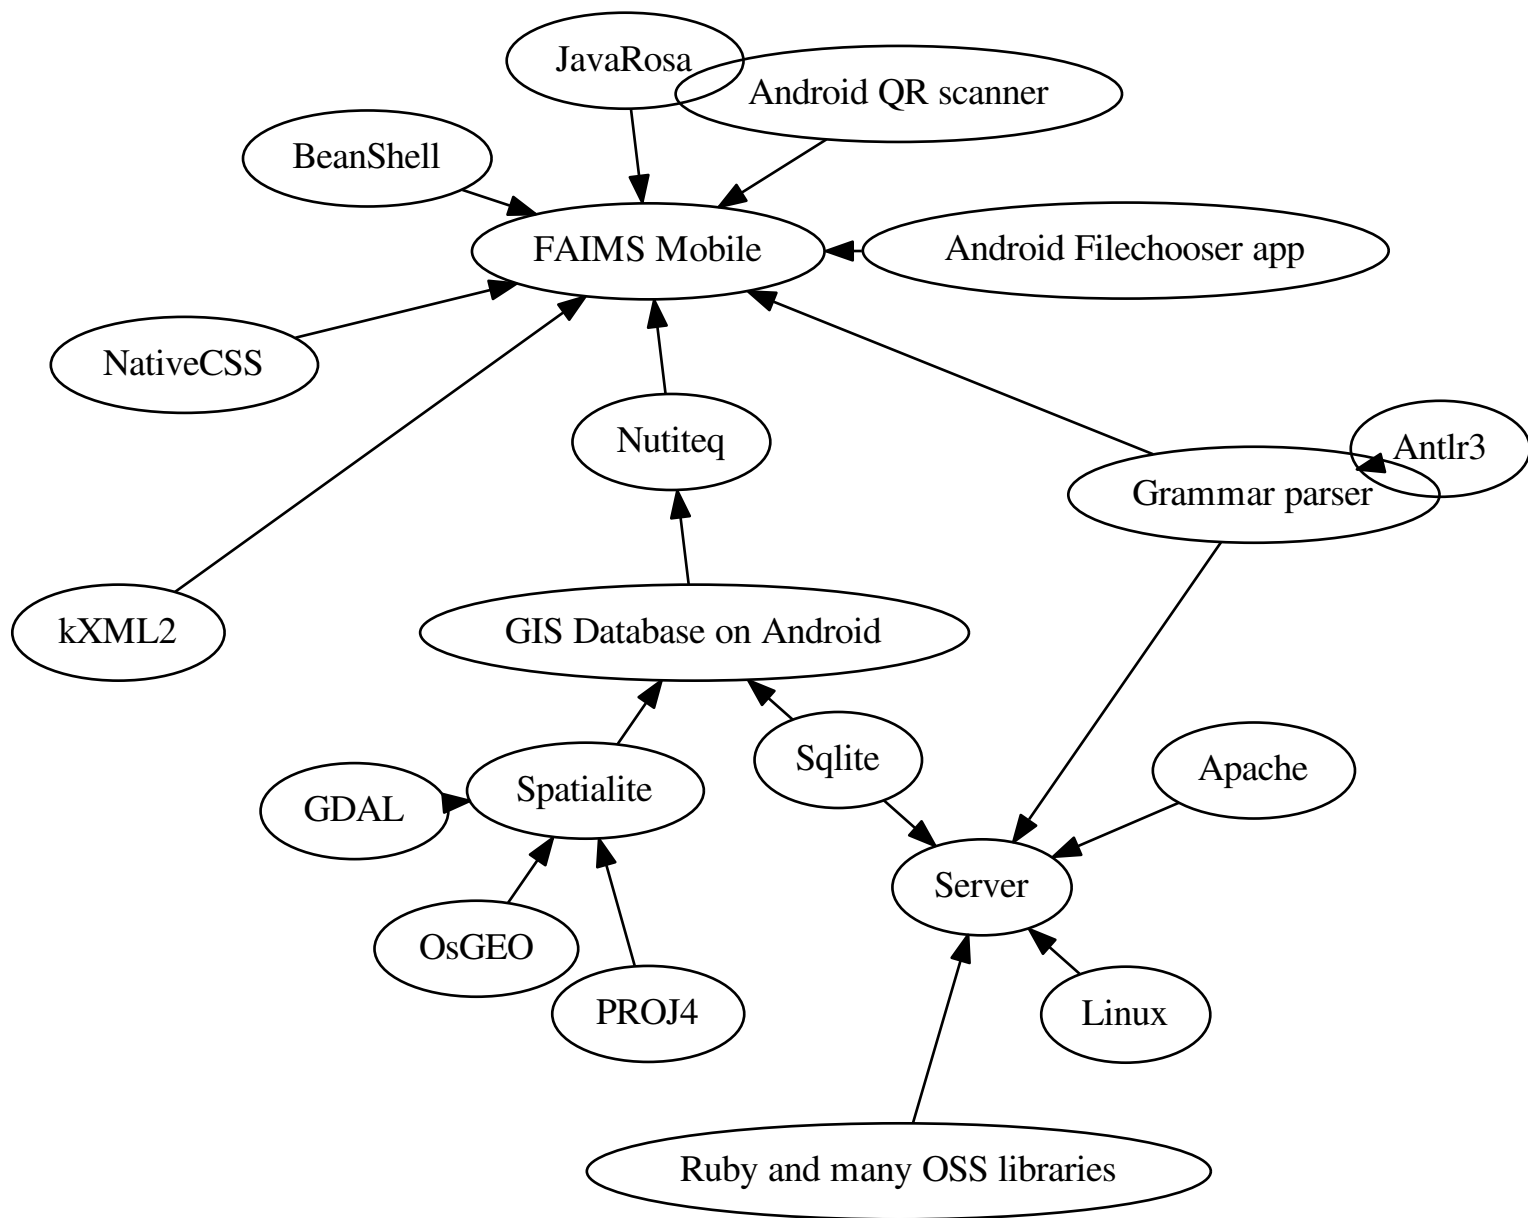 JavaRosa
Android QR scanner
BeanShell
FAIMS Mobile
Android Filechooser app
NativeCSS
Nutiteq
Antlr3
Grammar parser
kXML2
GIS Database on Android
Sqlite
Apache
Spatialite
GDAL
Server
OsGEO
PROJ4
Linux
Ruby and many OSS libraries